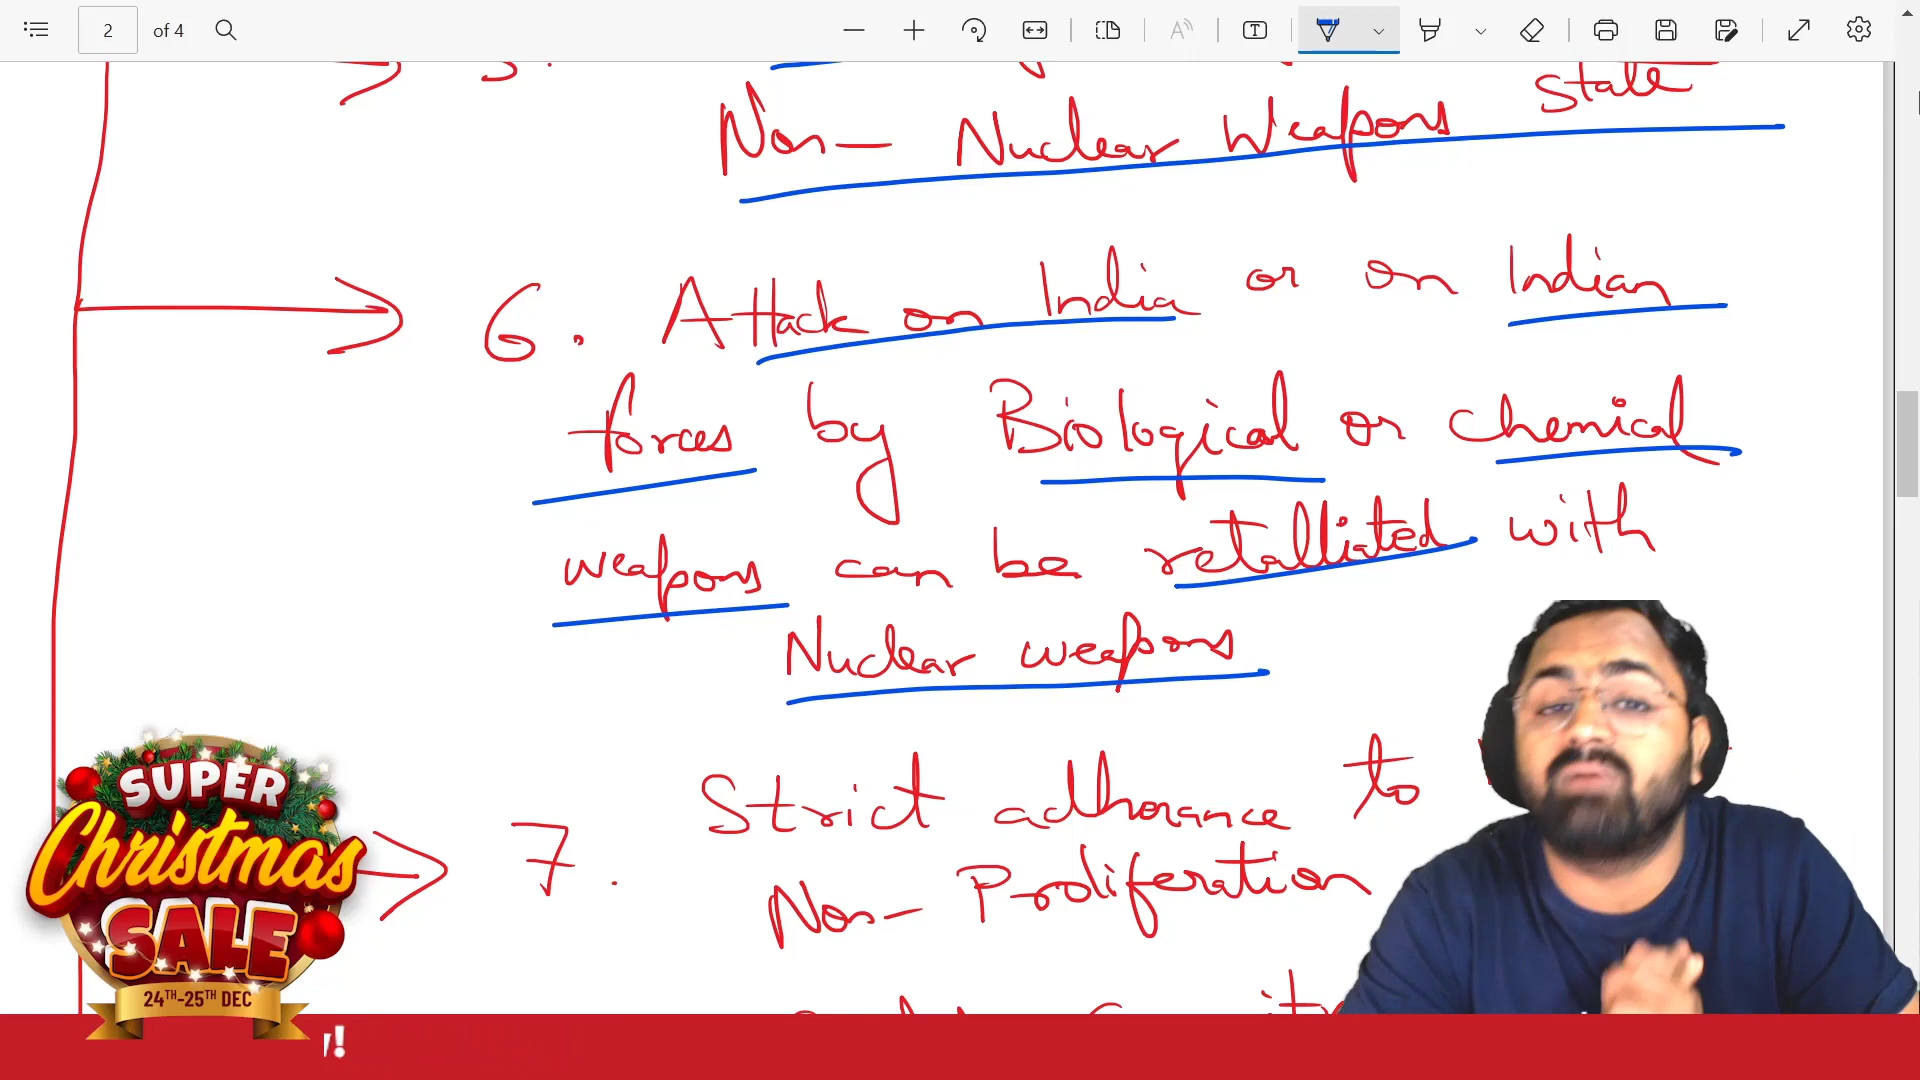 2 of 4
State
Non- Nuclear Weapons
6. Attack on India or on Indian
forces by Biological or chemical
weapons can be retalliated with
Nuclear weapons
7. Strict adherance to
Non- Proliferation
SUPER
Christmas
SALE
24TH-25TH DEC
!